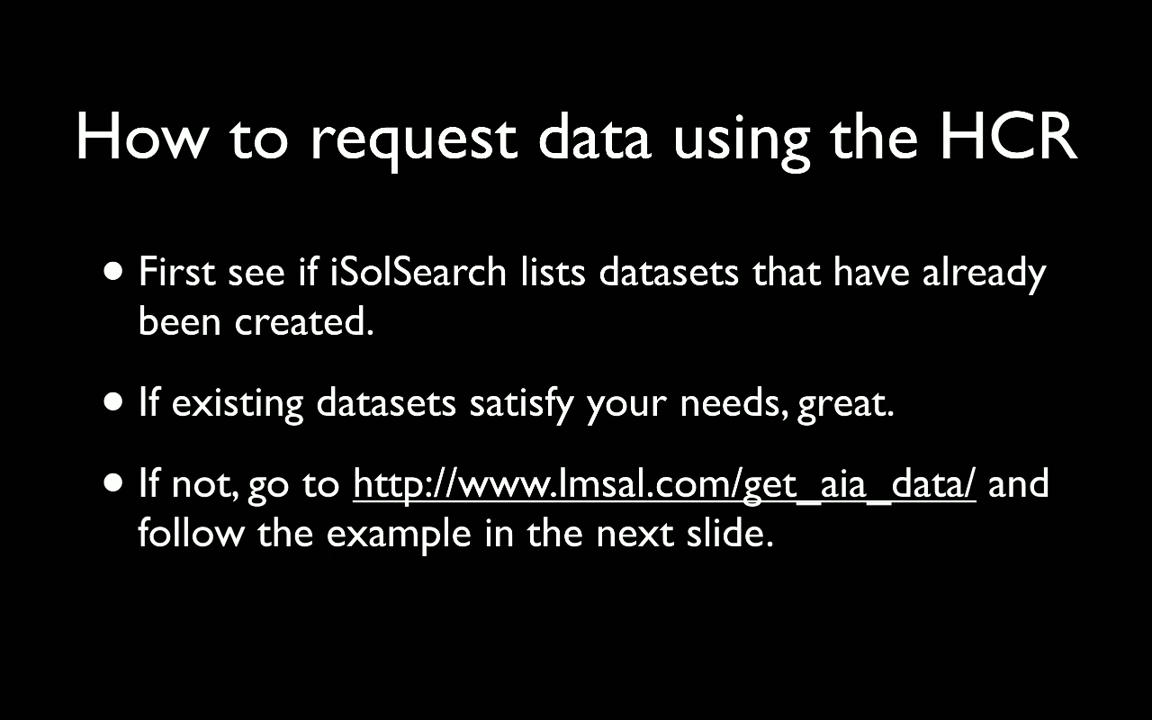 How to request data using the HCR
• First see if iSolSearch lists datasets that have already
been created.
• If existing datasets satisfy your needs, great.
• If not, go to http://www.lmsal.com/get_aia_data/ and
follow the example in the next slide.